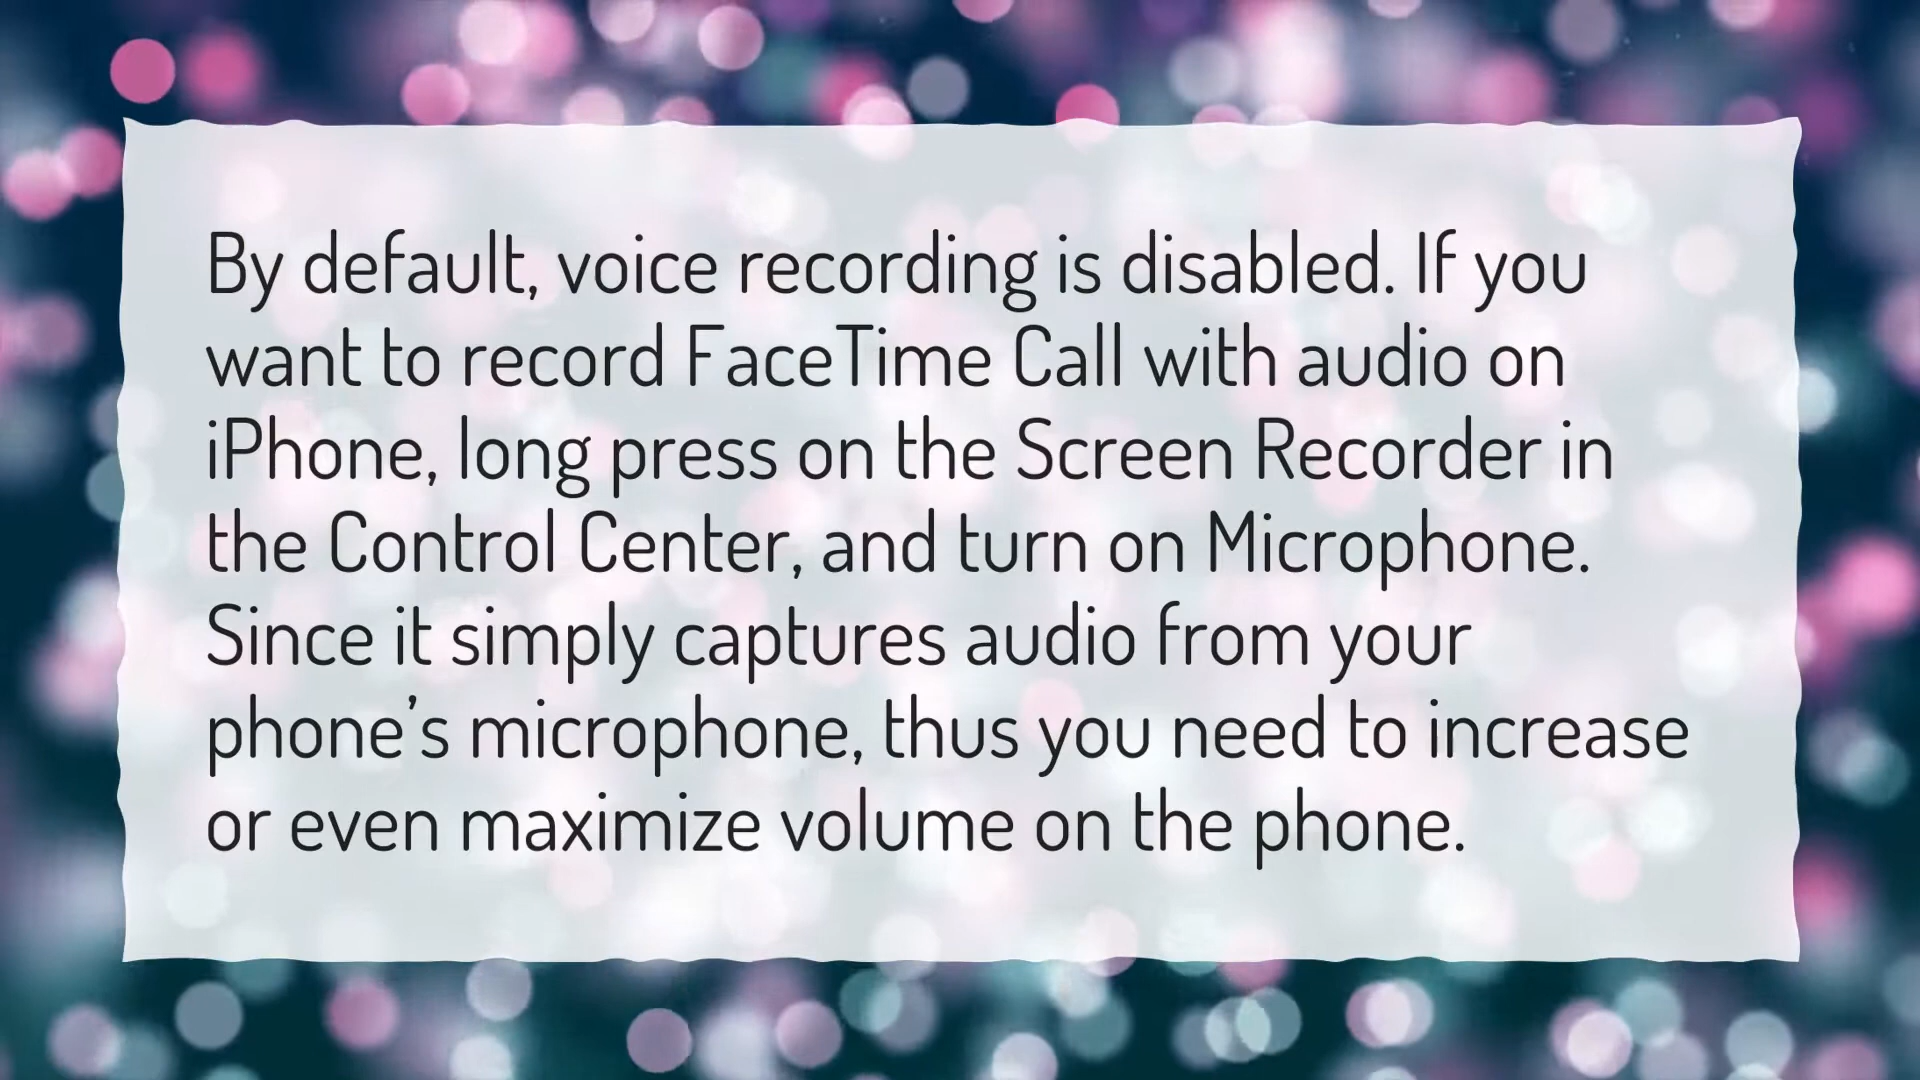 By default, voice recording is disabled. If you
want to record FaceTime Call with audio on
iPhone, long press on the Screen Recorder in
the Control Center, and turn on Microphone.
Since it simply captures audio from your
phone’s microphone, thus you need to increase
or even maximize volume on the phone.